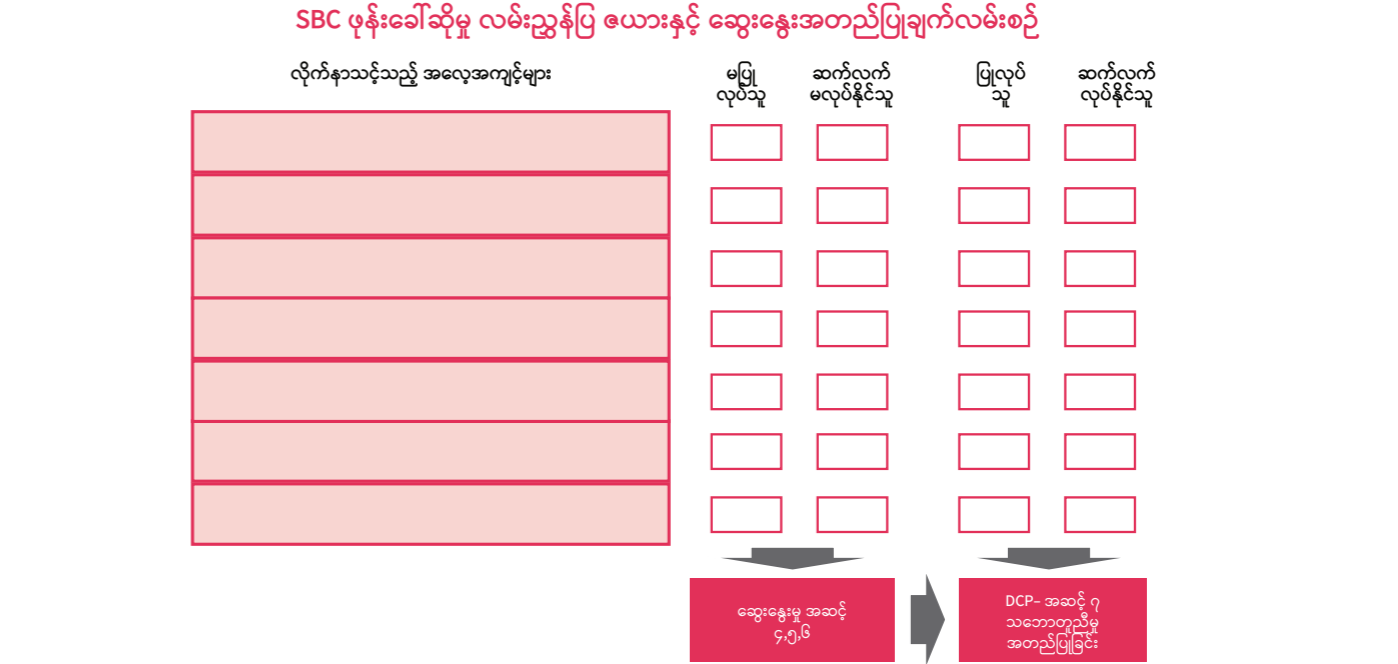 SBC ဖုန်းခေါ်ဆိုမှု လမ်းညွှန်ပြ ဇယားနှင့် ဆွေးနွေးအတည်ပြုချက်လမ်းစဉ်
လိုက်နာသင့်သည့် အလေ့အကျင့်များ
မပြု
လုပ်သူ
ဆက်လက်
မလုပ်နိုင်သူ
ပြုလုပ်
သူ
ဆက်လက်
လုပ်နိုင်သူ
ဆွေးနွေးမှု အဆင့်
၄,၅,၆
DCP– အဆင့် ၇
သဘောတူညီမှု
အတည်ပြုခြင်း